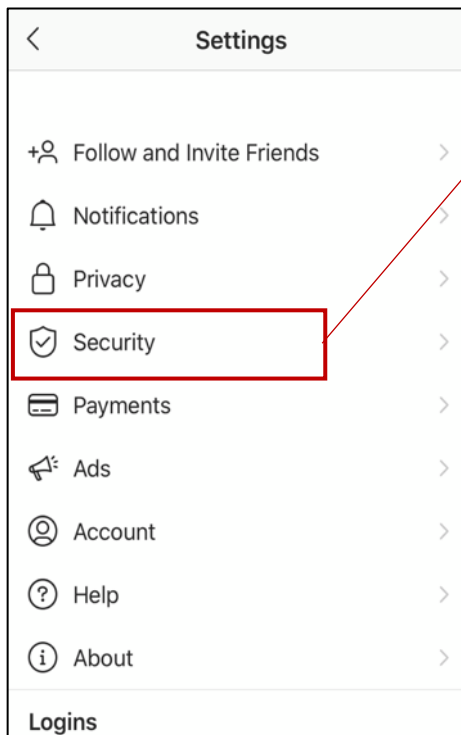 Settings
Follow and Invite Friends
Notifications
Privacy
Security
Payments
Ads
Account
Help
About
Logins